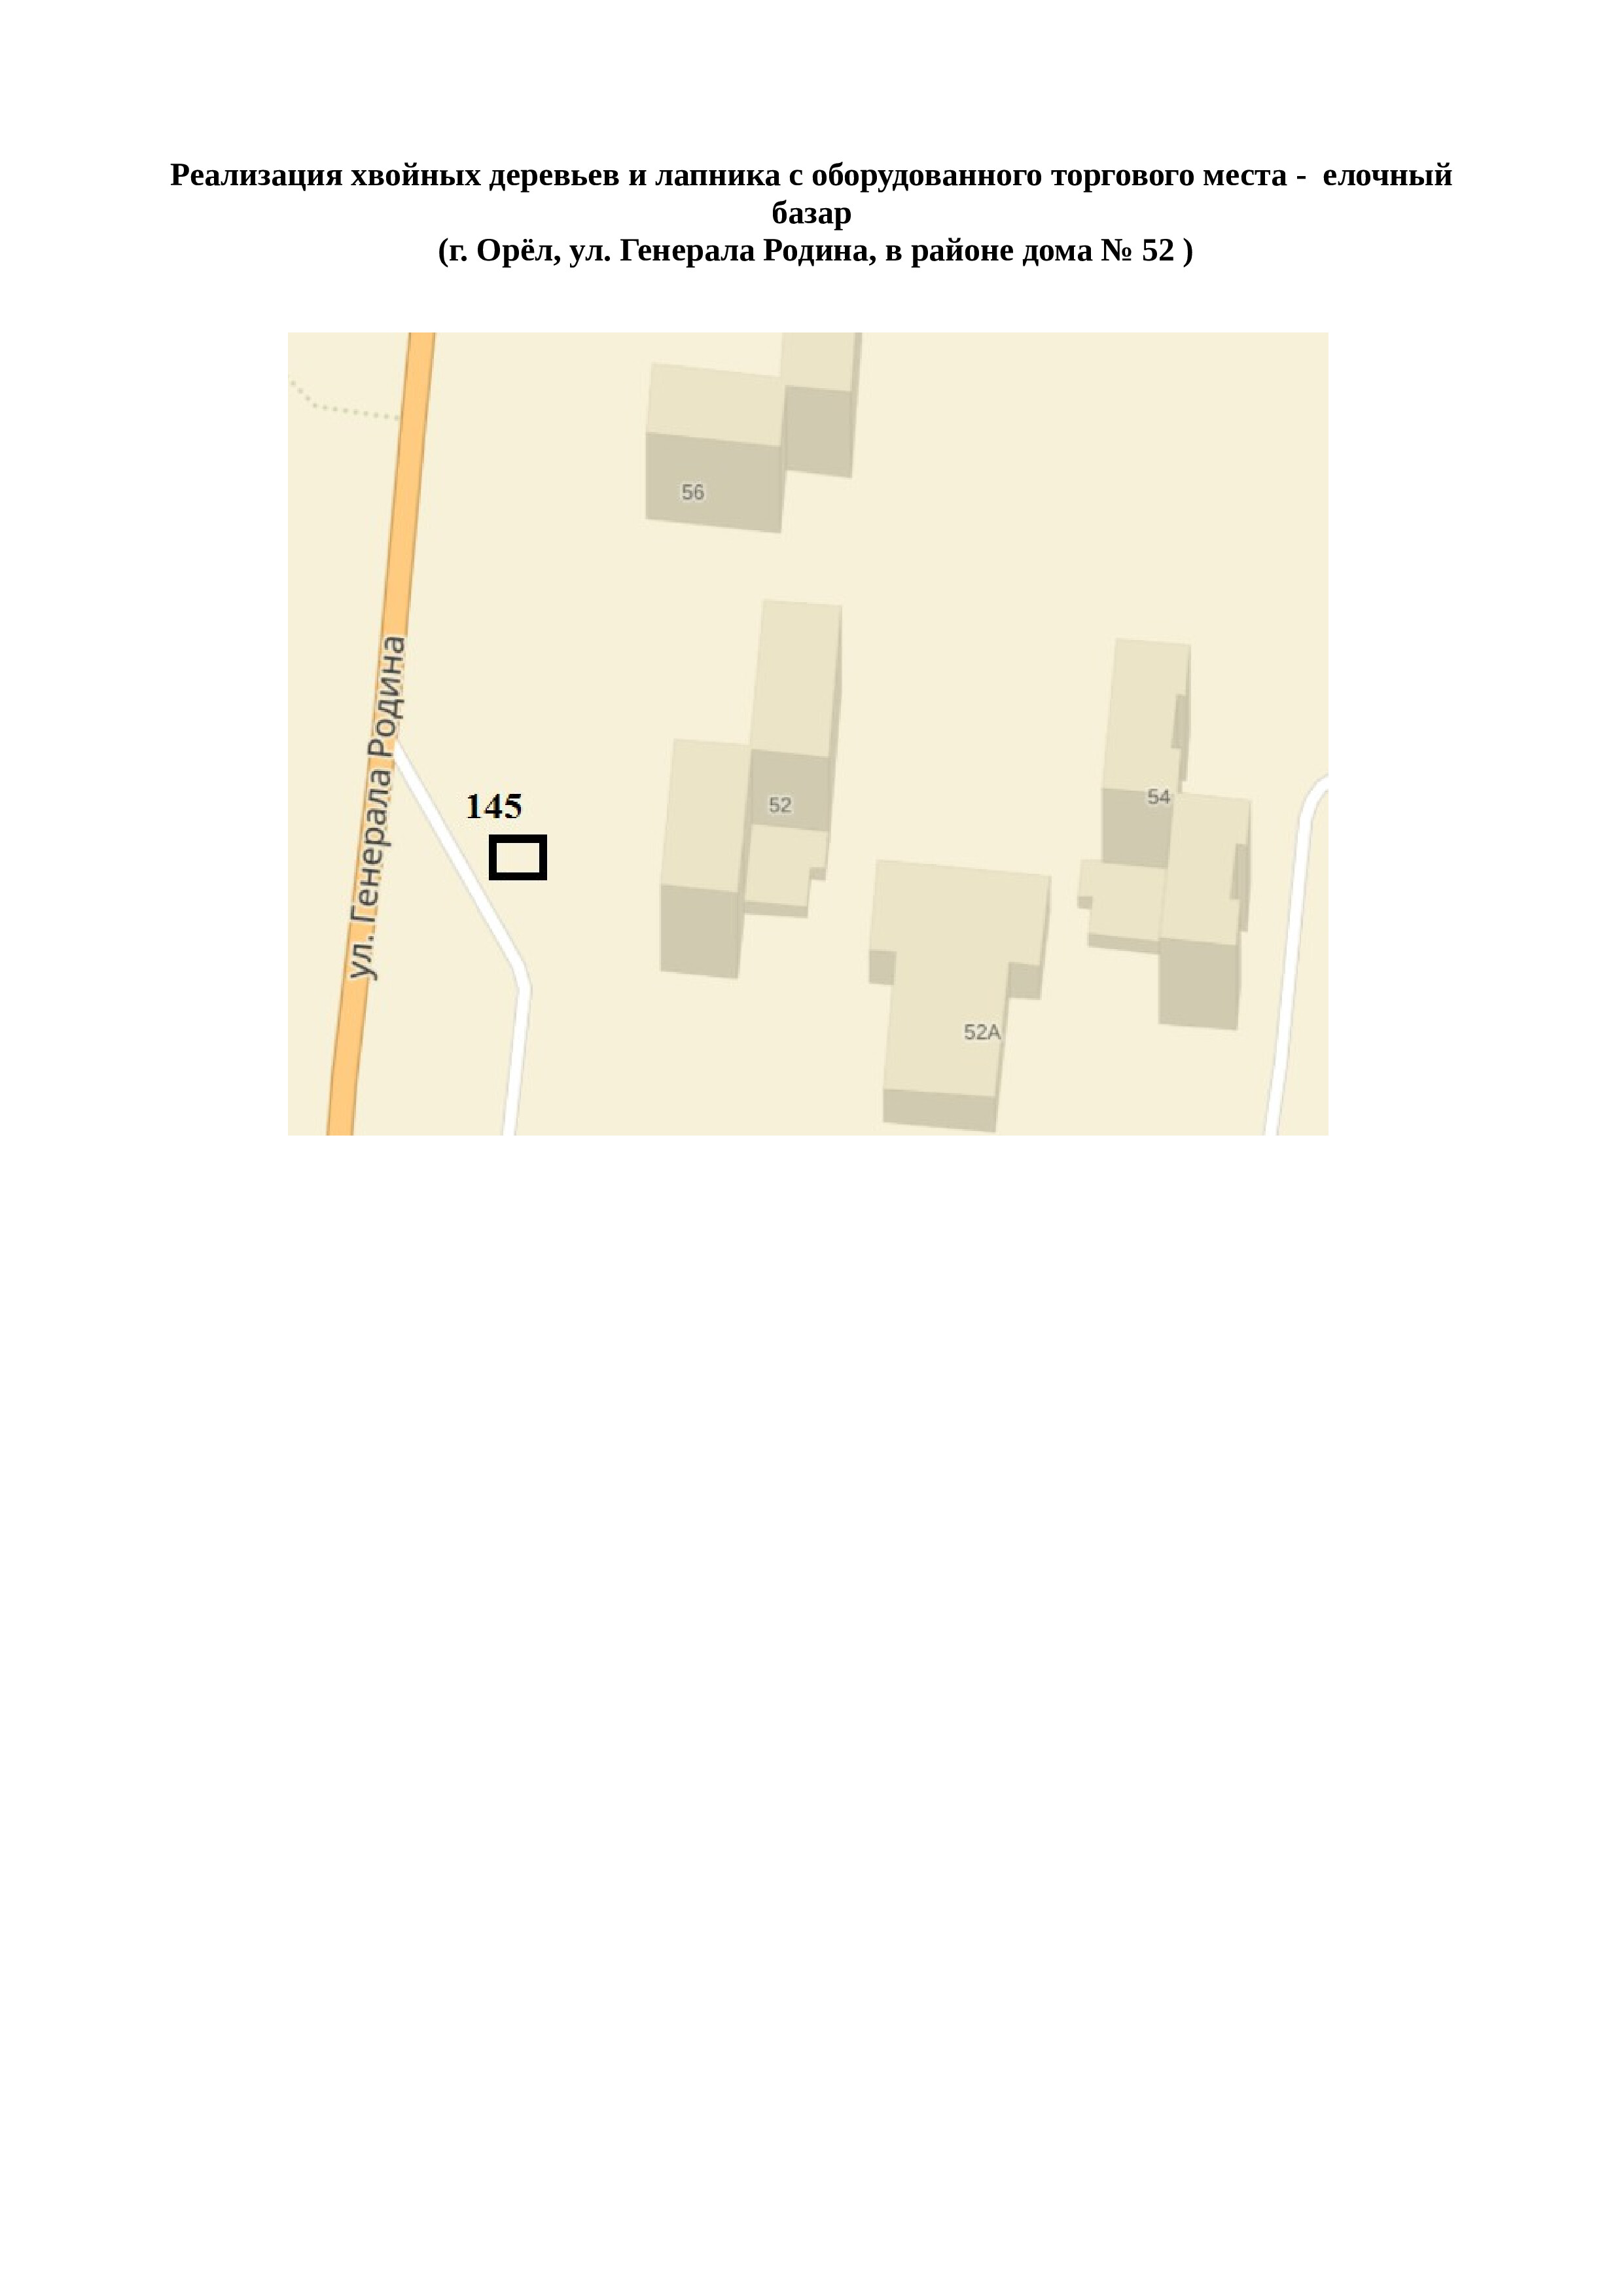 Реализация хвойных деревьев и лапника с оборудованного торгового места -  елочный
базар
(г. Орёл, ул. Генерала Родина, в районе дома № 52 )
56
ул. Генерала Родина
145
52
54
52А